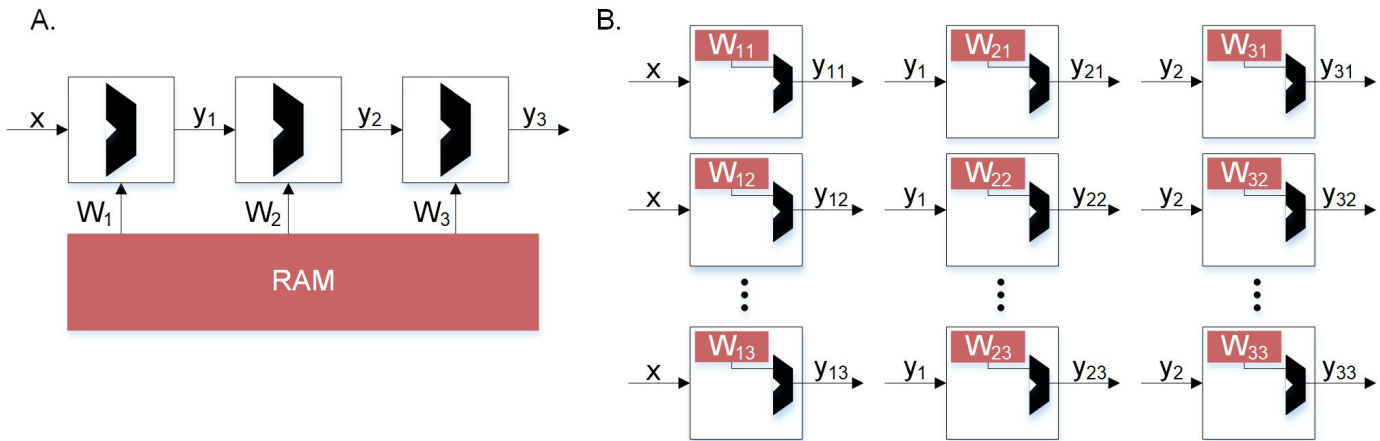 A.
x y₁ y₂ y₃
W₁ W₂ W₃
RAM
B.
x W₁₁ y₁₁ y₁ W₂₁ y₂₁ y₂ W₃₁ y₃₁
x W₁₂ y₁₂ y₁ W₂₂ y₂₂ y₂ W₃₂ y₃₂
x W₁₃ y₁₃ y₁ W₂₃ y₂₃ y₂ W₃₃ y₃₃